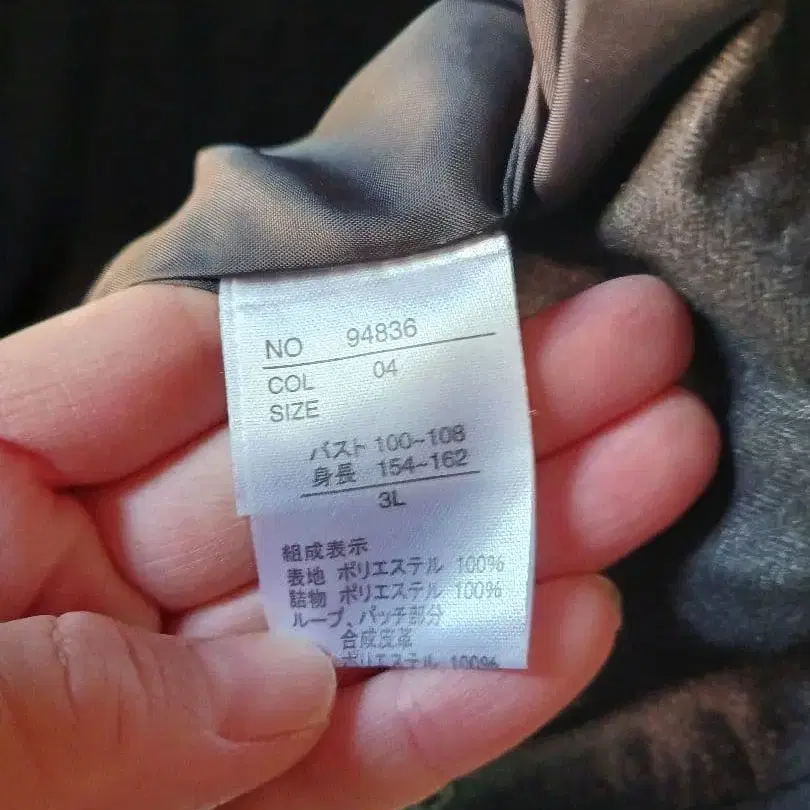 NO 94836
COL 04
SIZE
バスト 100~108
身長 154~162
3L
組成表示
表地 ポリエステル 100%
詰物 ポリエステル 100%
ループ、パッチ部分
合成皮革
ポリエステル 100%